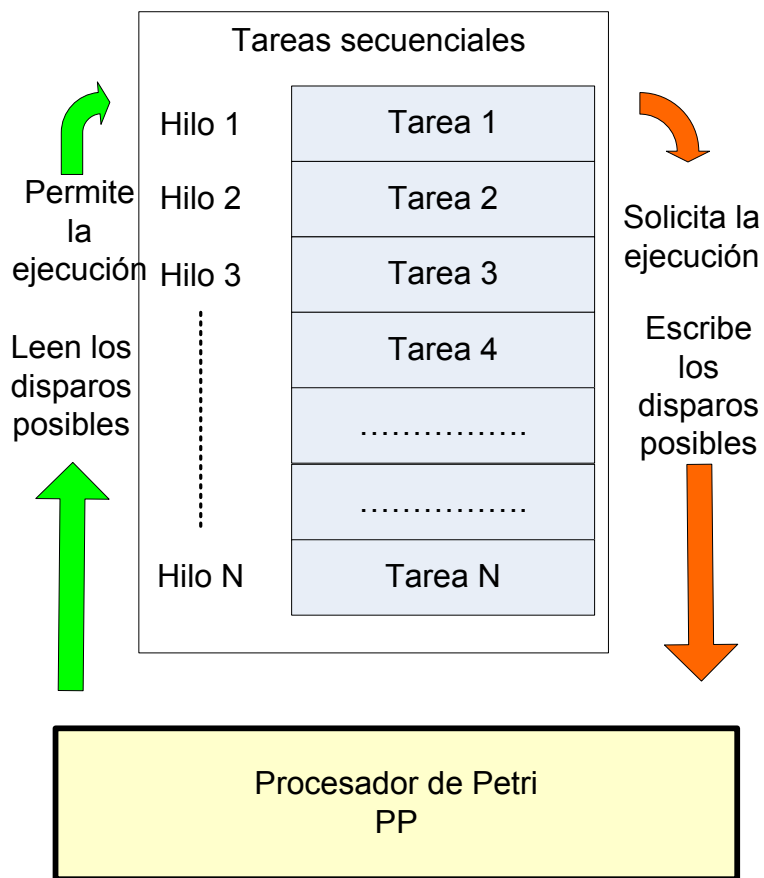 Tareas secuenciales
Hilo 1
Tarea 1
Hilo 2
Tarea 2
Hilo 3
Tarea 3
Tarea 4
................
................
Hilo N
Tarea N
Permite
la
ejecución
Leen los
disparos
posibles
Solicita la
ejecución
Escribe
los
disparos
posibles
Procesador de Petri
PP